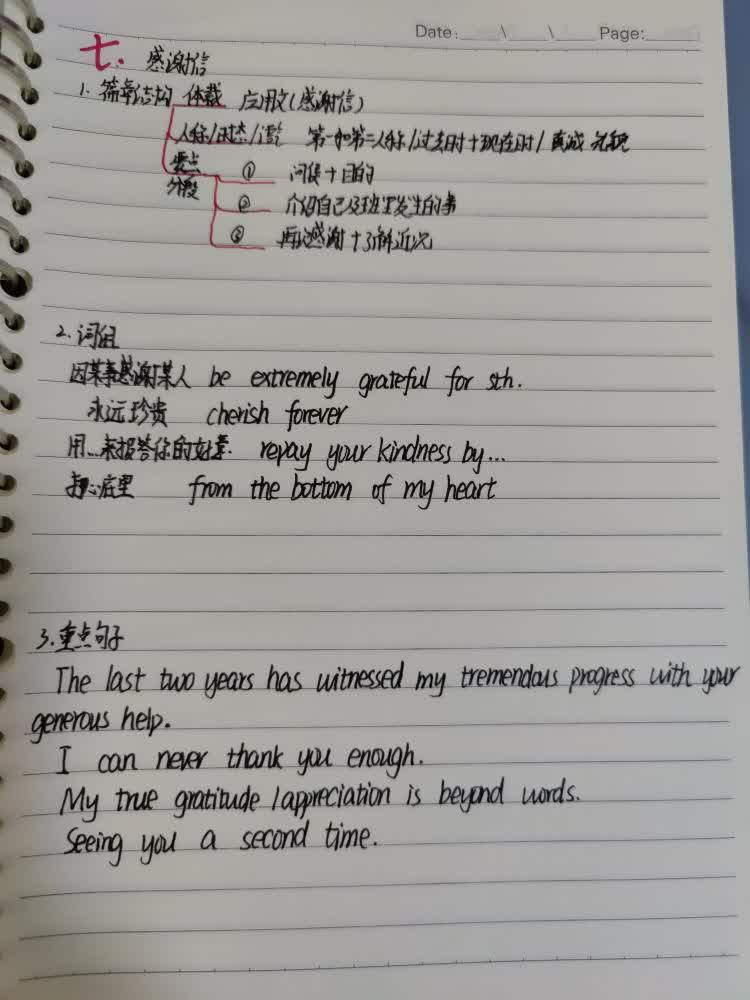 Date: \ \ Page:
七. 感谢信
1. 篇章结构 体裁 应用文(感谢信)
人称/时态/语气 第一和第二人称/过去时+现在时/真诚 礼貌
要点
分段 ① 问候+目的
② 介绍自己及班里发生的事
③ 再次感谢+了解近况
2. 词组
因某事感谢某人 be extremely grateful for sth.
永远珍贵 cherish forever
用...来报答你的好意. repay your kindness by...
打心底里 from the bottom of my heart
3. 重点句子
The last two years has witnessed my tremendous progress with your
generous help.
I can never thank you enough.
My true gratitude /appreciation is beyond words.
Seeing you a second time.